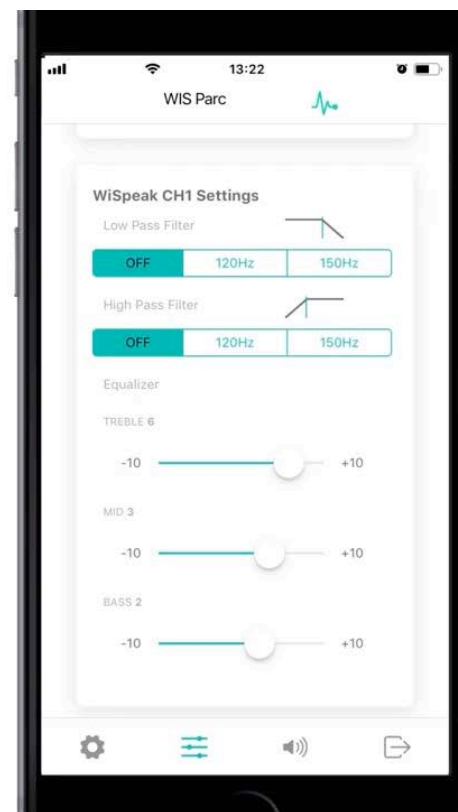 13:22
WIS Parc
WiSpeak CH1 Settings
Low Pass Filter
OFF 120Hz 150Hz
High Pass Filter
OFF 120Hz 150Hz
Equalizer
TREBLE 6
-10 +10
MID 3
-10 +10
BASS 2
-10 +10